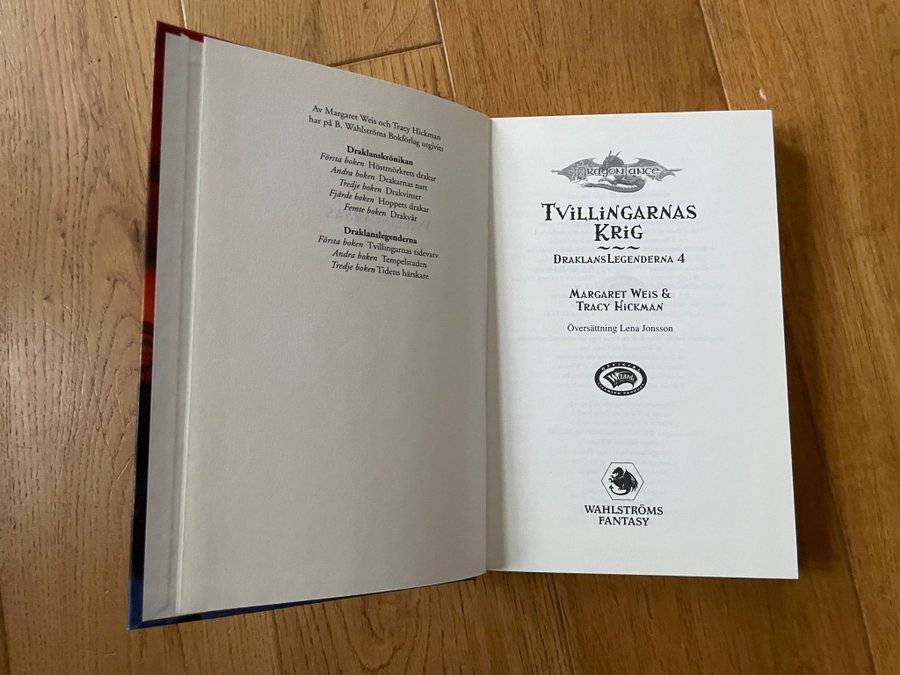 Av Margaret Weis och Tracy Hickman
har på B. Wahlströms Bokförlag utgivits
Draklanskrönikan
Första boken Höstmörkrets drakar
Andra boken Drakarnas natt
Tredje boken Drakvinter
Fjärde boken Hoppets drakar
Femte boken Drakvår
Draklanslegenderna
Första boken Tvillingarnas tidevarv
Andra boken Tempelstaden
Tredje boken Tidens härskare
DragonLance
Tvillingarnas
Krig
DraklansLegenderna 4
Margaret Weis &
Tracy Hickman
Översättning Lena Jonsson
OFFICIAL
Wizards
WAHLSTRÖMS
FANTASY